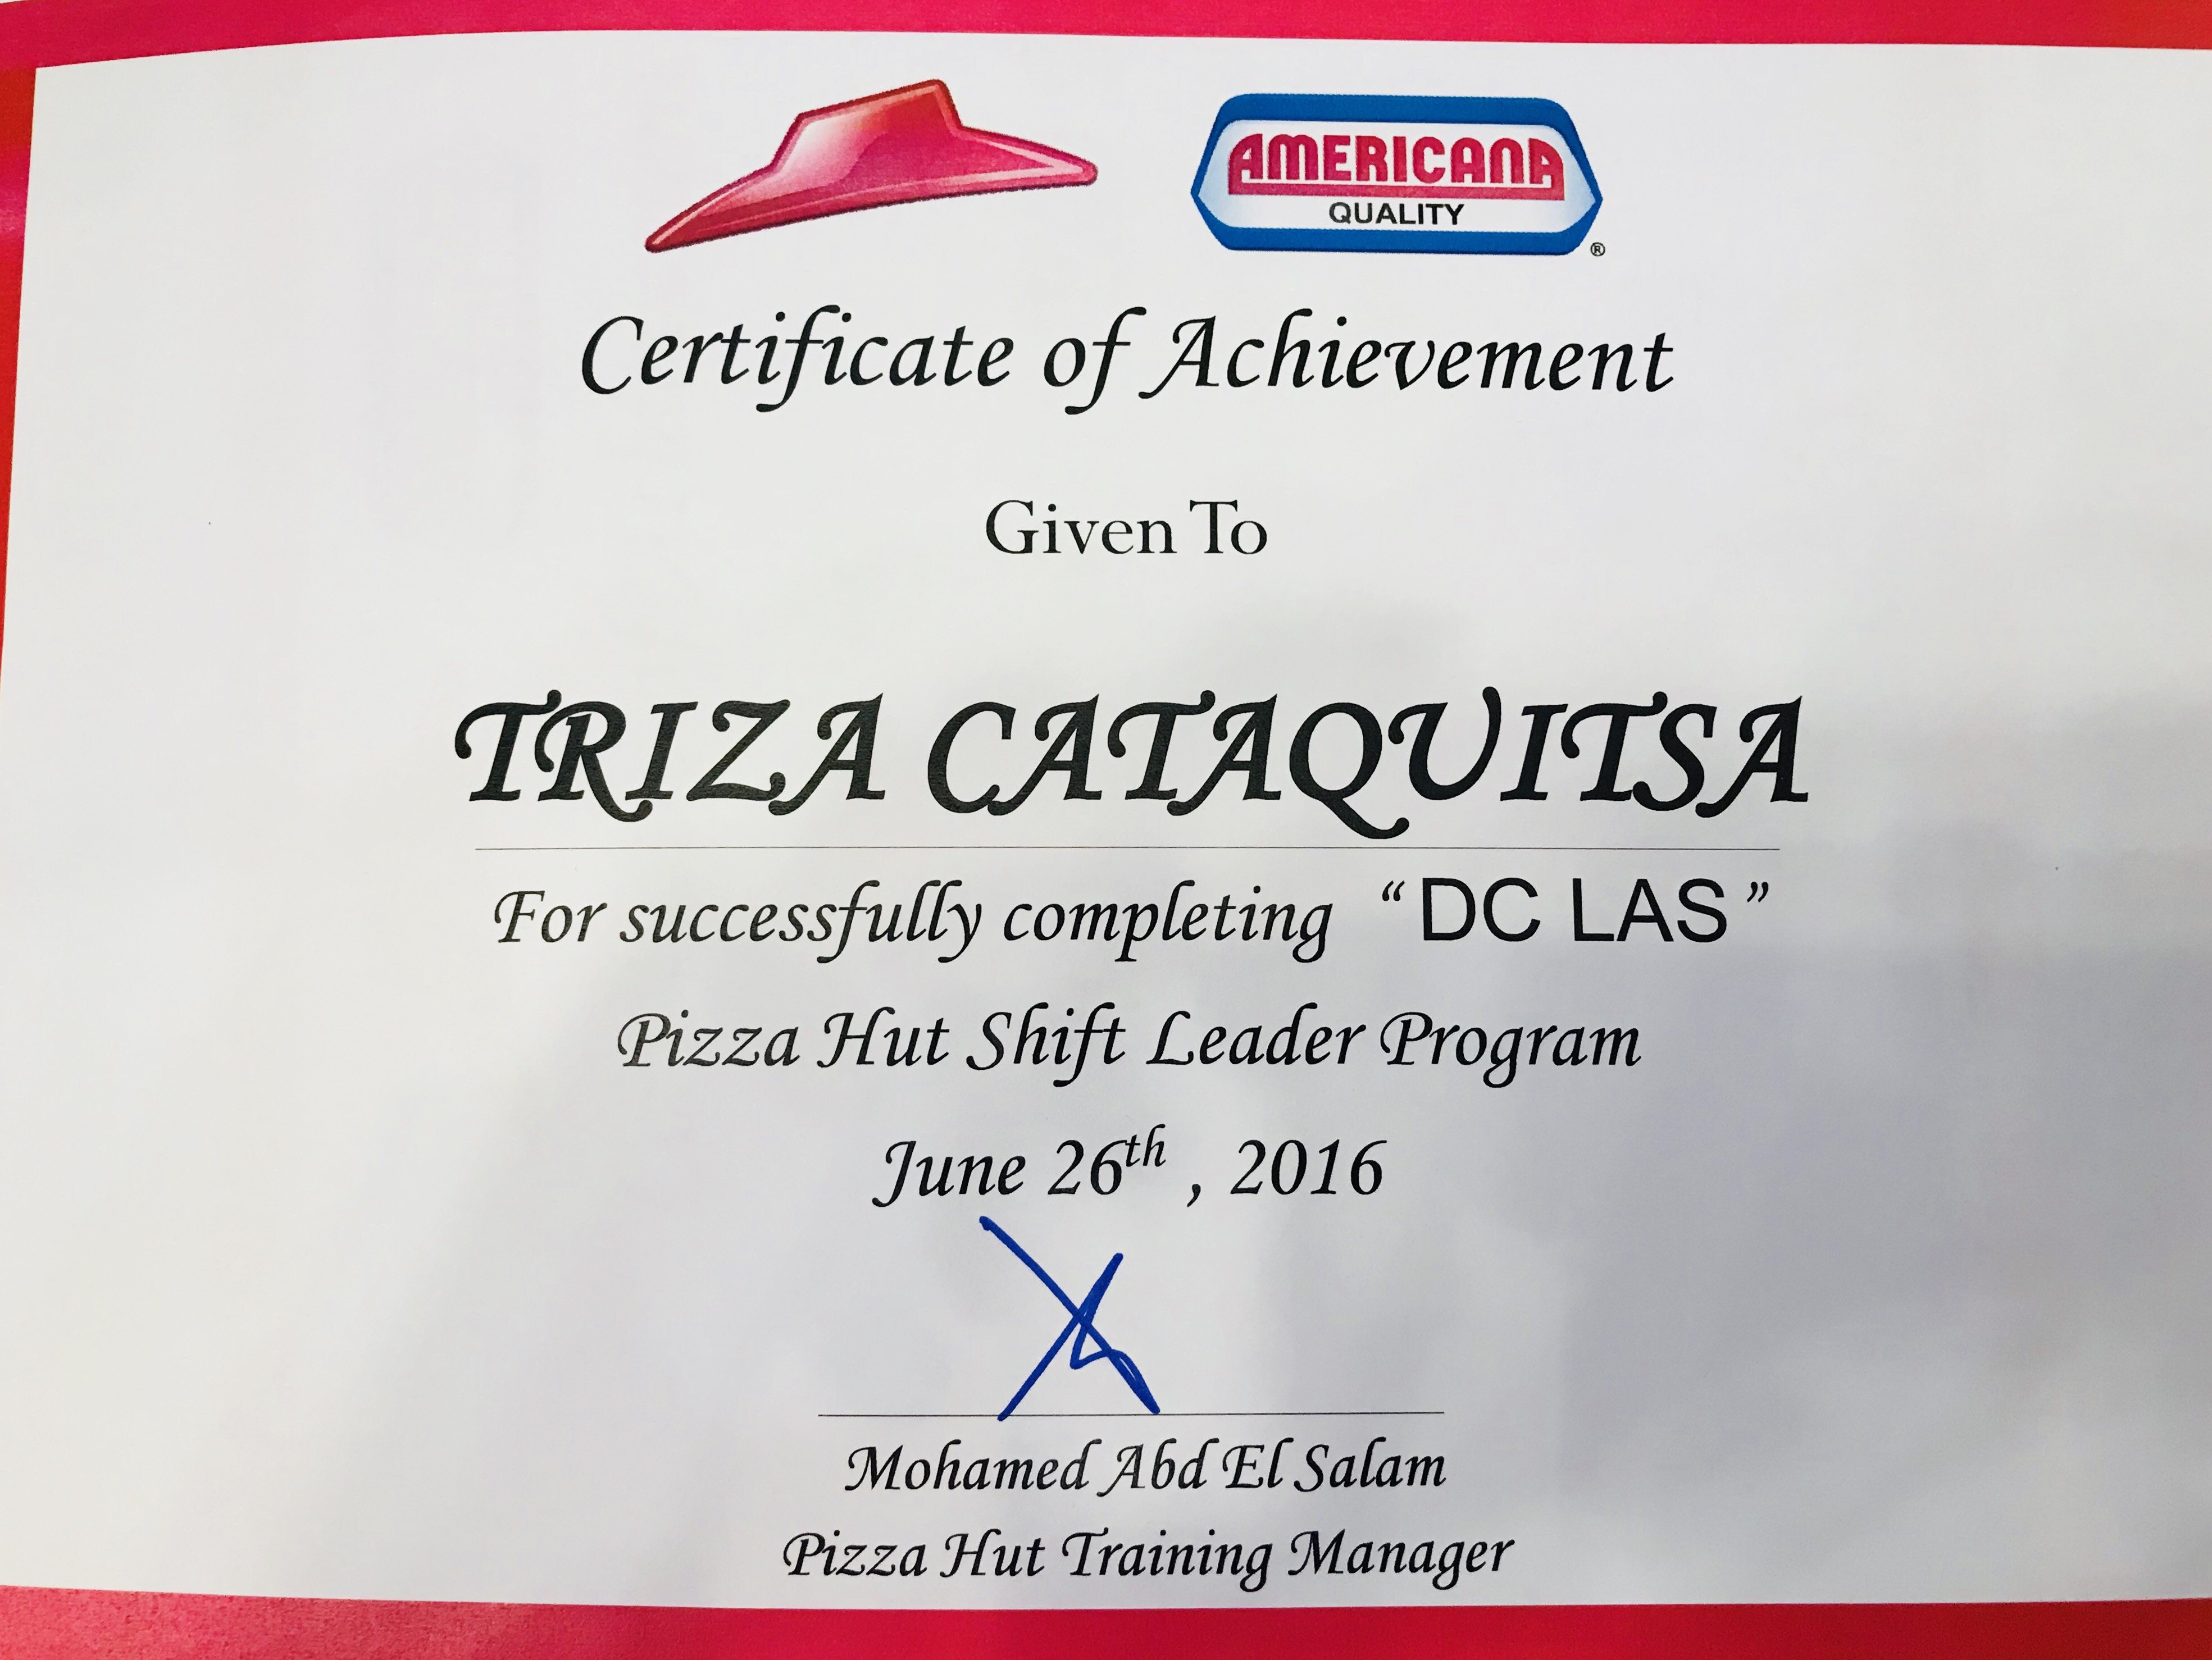 AMERICANA
QUALITY
®
Certificate of Achievement
Given To
TRIZA CATAQUITSA
For successfully completing “DC LAS”
Pizza Hut Shift Leader Program
June 26th , 2016
Mohamed Abd El Salam
Pizza Hut Training Manager